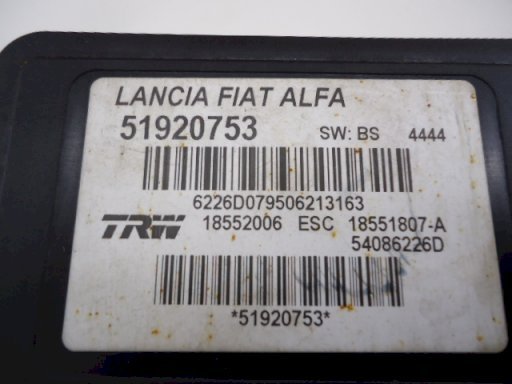 LANCIA FIAT ALFA
51920753 SW: BS 4444
6226D079506213163
TRW 18552006 ESC 18551807-A
54086226D
*51920753*